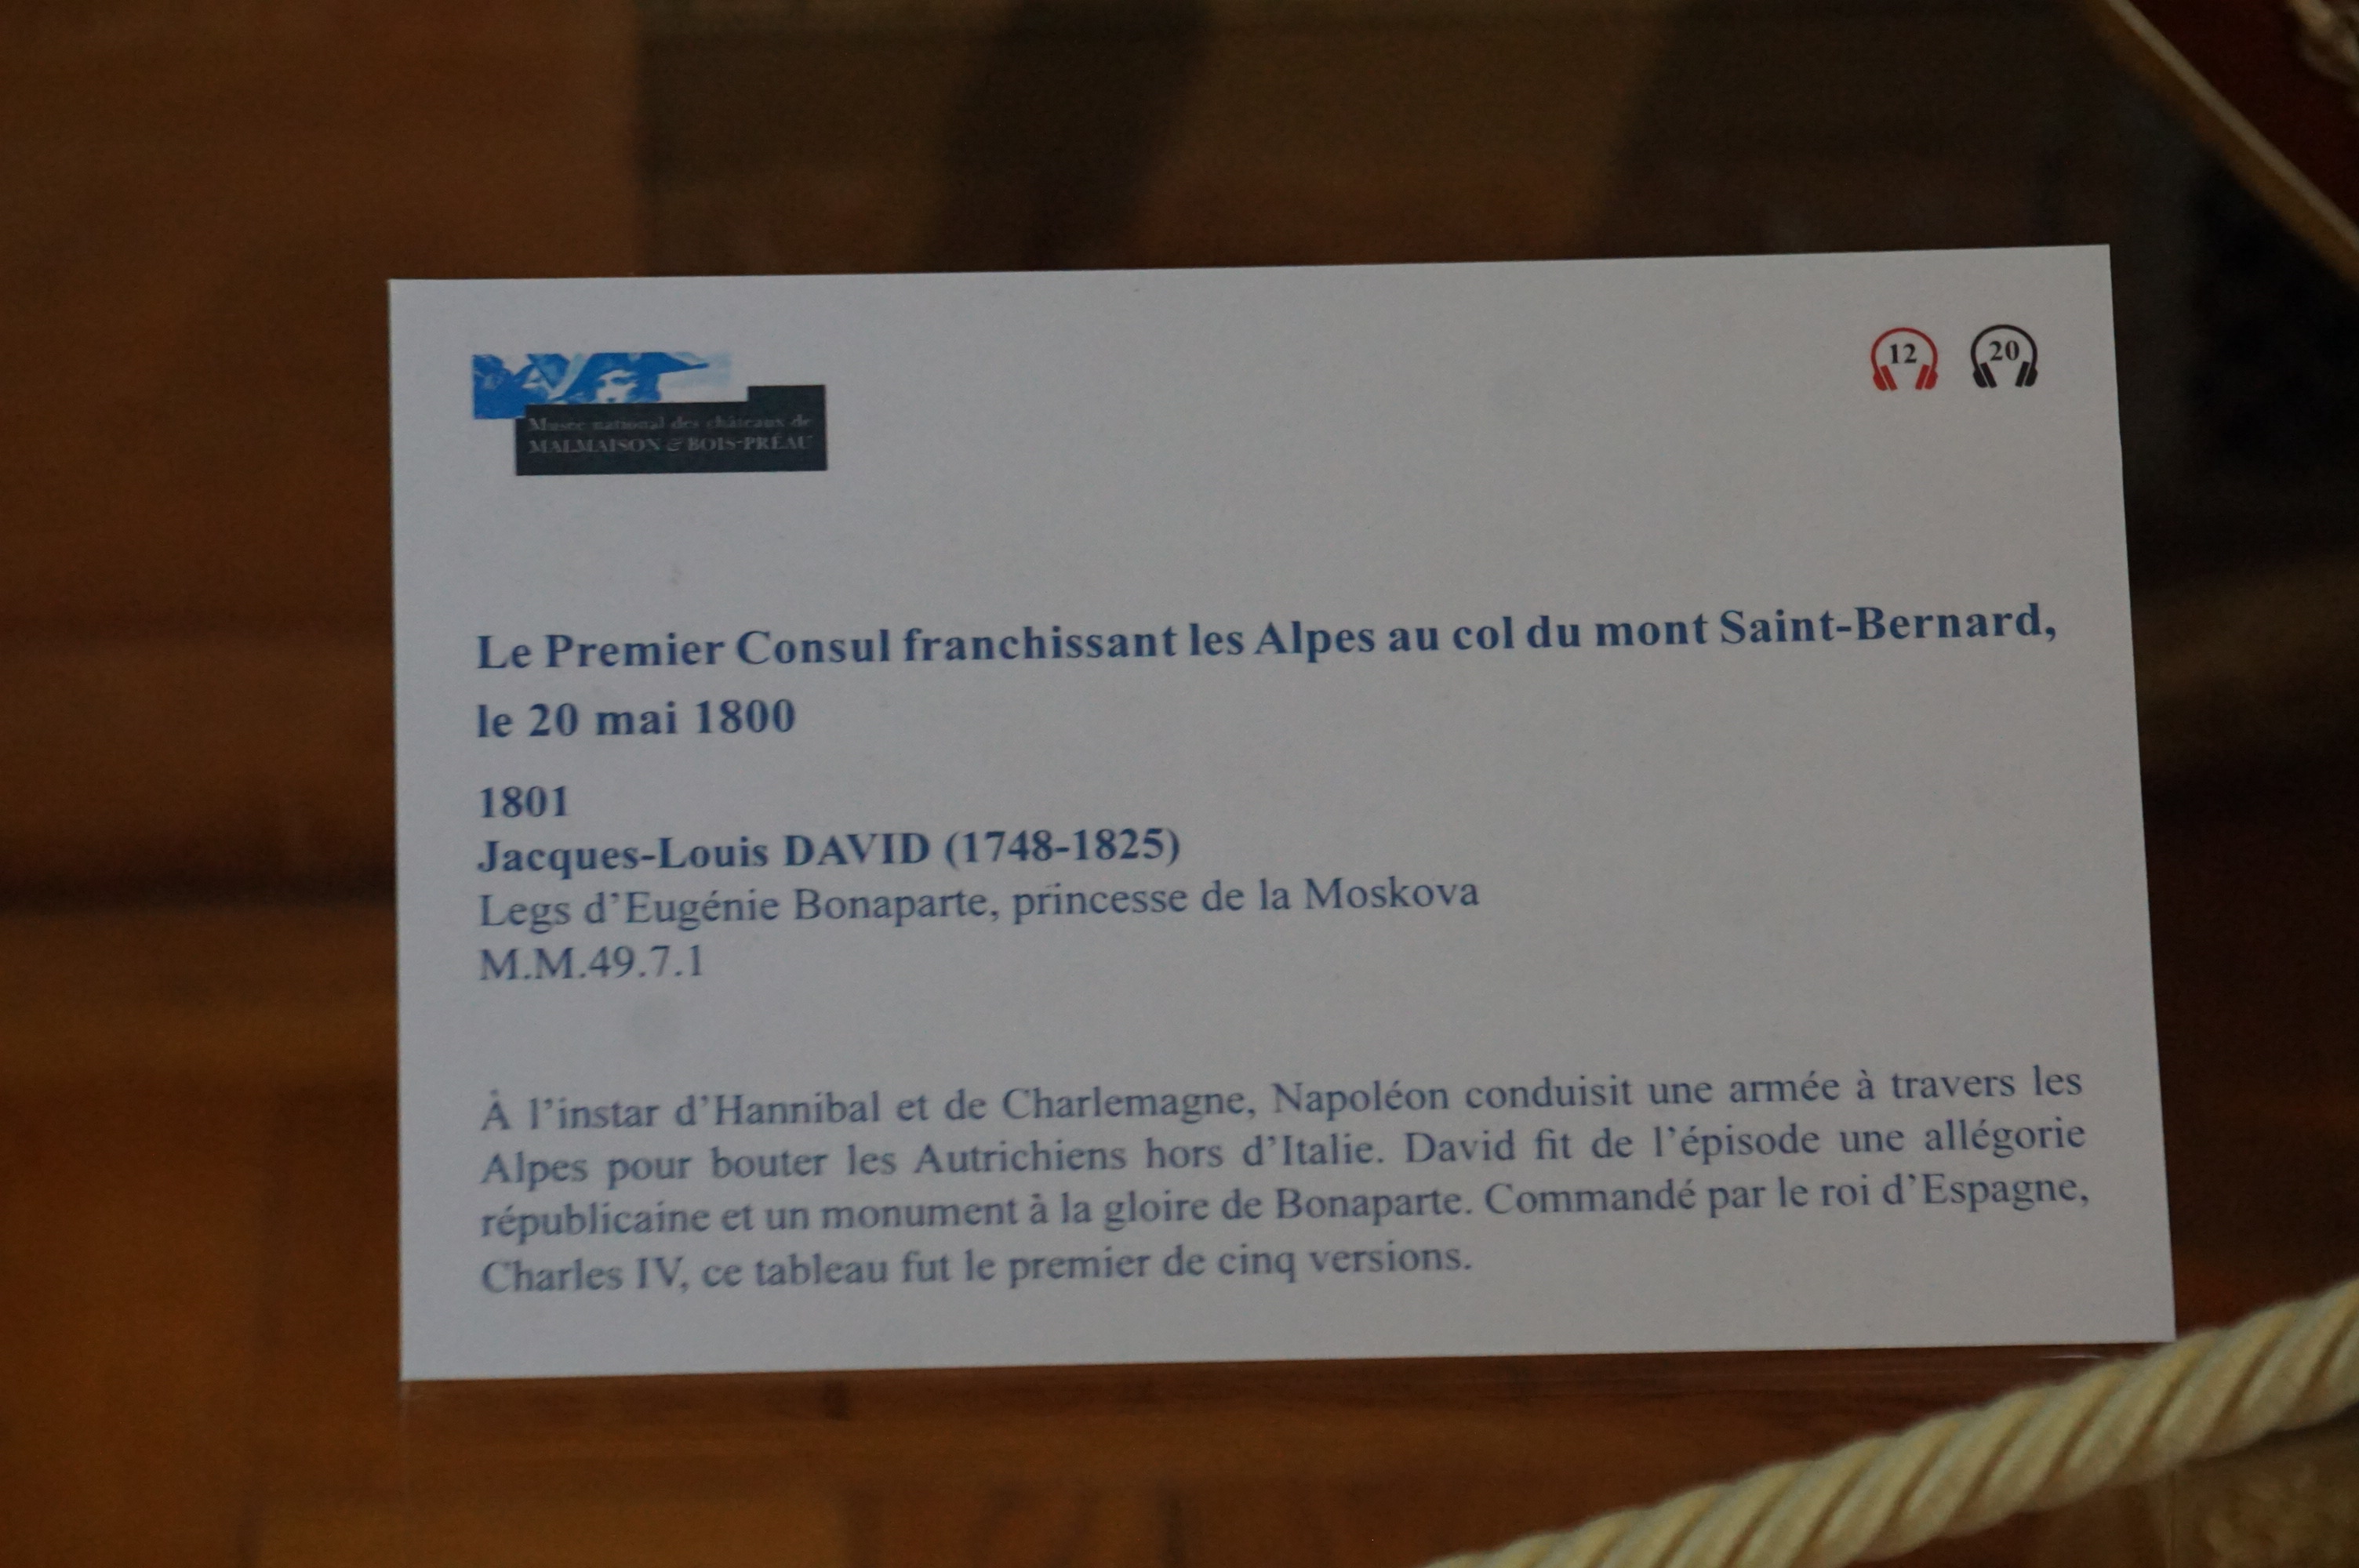 Musée national des châteaux de
MALMAISON & BOIS-PRÉAU
12 20
Le Premier Consul franchissant les Alpes au col du mont Saint-Bernard,
le 20 mai 1800
1801
Jacques-Louis DAVID (1748-1825)
Legs d’Eugénie Bonaparte, princesse de la Moskova
M.M.49.7.1
À l’instar d’Hannibal et de Charlemagne, Napoléon conduisit une armée à travers les
Alpes pour bouter les Autrichiens hors d’Italie. David fit de l’épisode une allégorie
républicaine et un monument à la gloire de Bonaparte. Commandé par le roi d’Espagne,
Charles IV, ce tableau fut le premier de cinq versions.